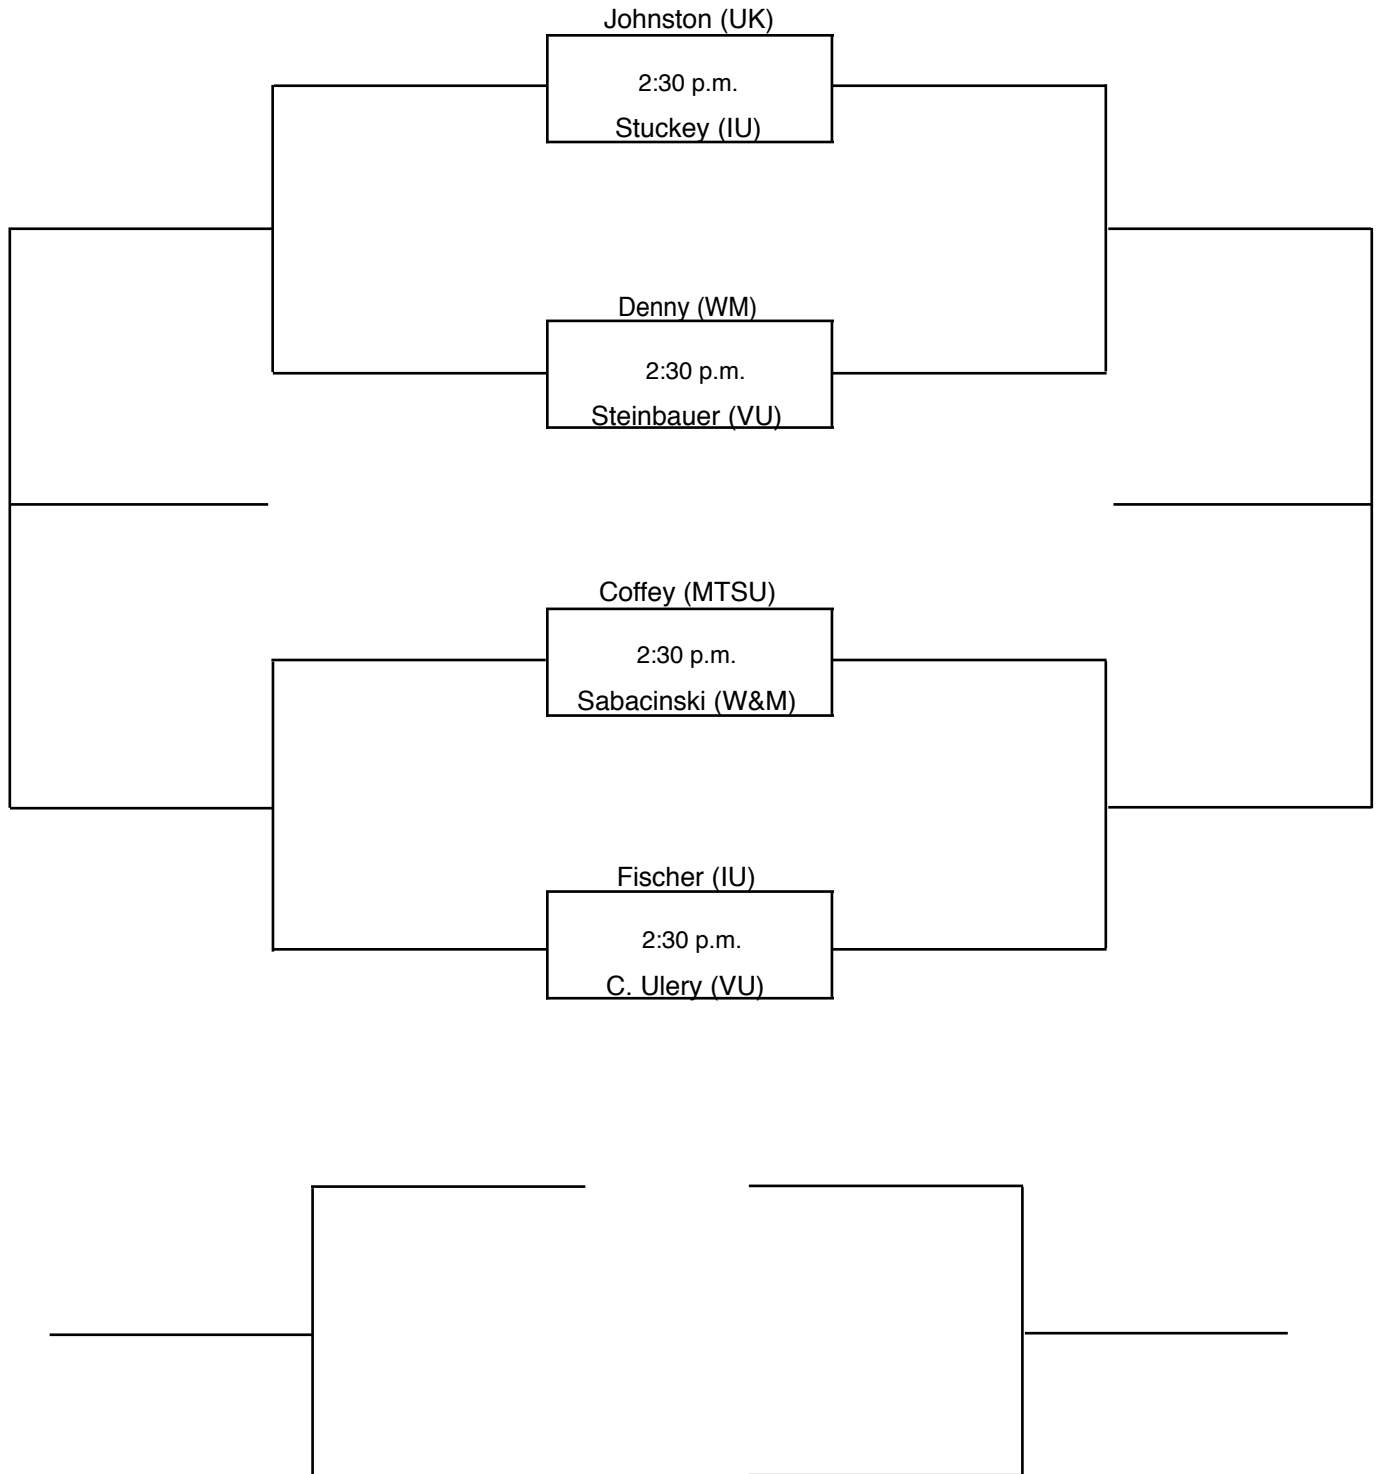 Johnston (UK)
2:30 p.m.
Stuckey (IU)
Denny (WM)
2:30 p.m.
Steinbauer (VU)
Coffey (MTSU)
2:30 p.m.
Sabacinski (W&M)
Fischer (IU)
2:30 p.m.
C. Ulery (VU)